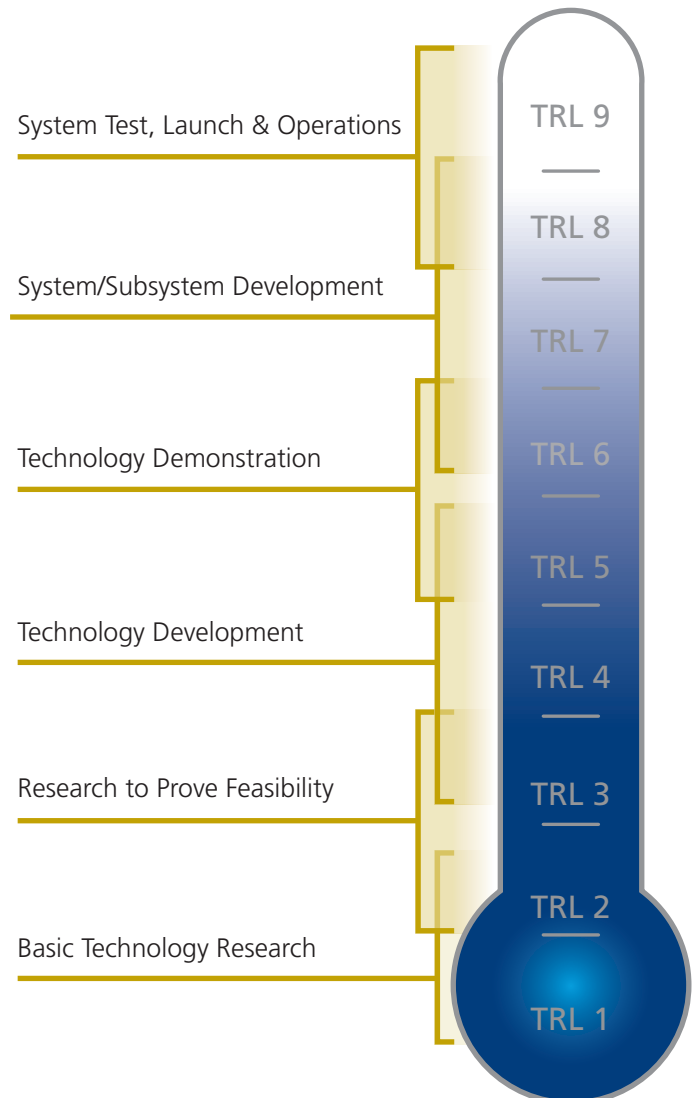 System Test, Launch & Operations
TRL 9
TRL 8
System/Subsystem Development
TRL 7
Technology Demonstration
TRL 6
TRL 5
Technology Development
TRL 4
Research to Prove Feasibility
TRL 3
TRL 2
Basic Technology Research
TRL 1